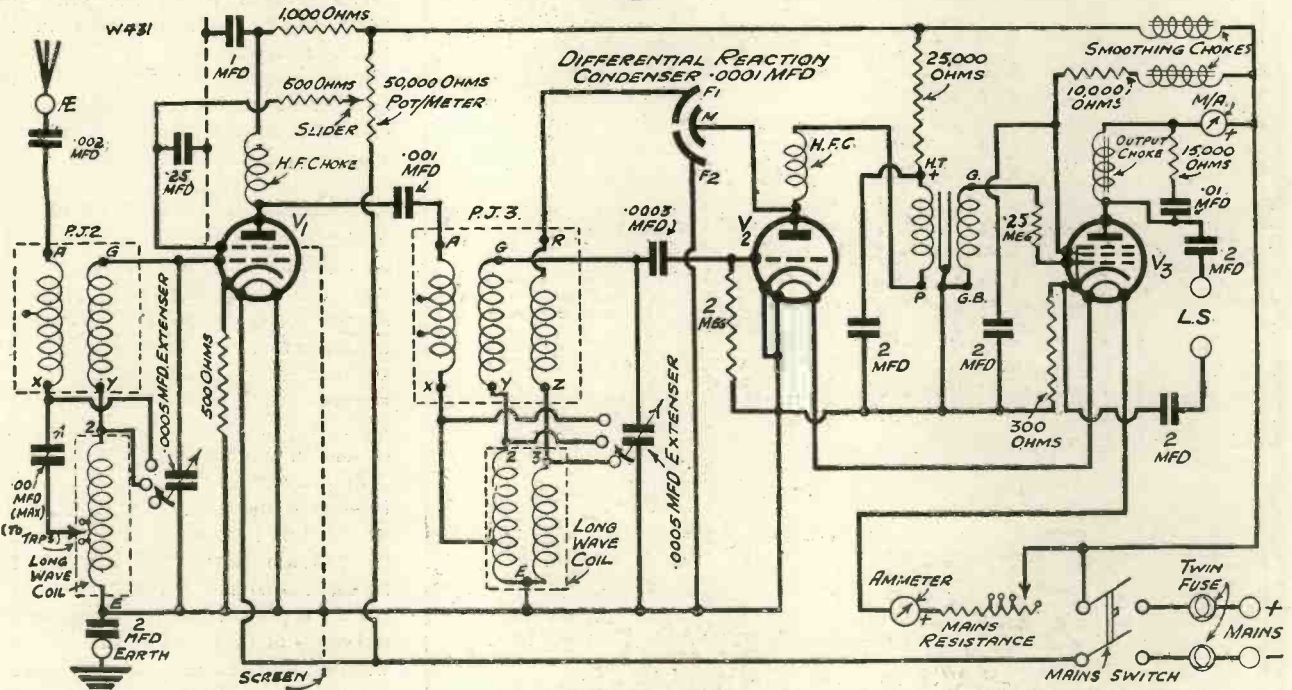 W431
1,000 OHMS
1
MFD
Æ
.002
MFD
600 OHMS
SLIDER
50,000 OHMS
POT/METER
.25
MFD
H.F. CHOKE
.001
MFD
V1
DIFFERENTIAL REACTION
CONDENSER .0001 MFD
F1
M
F2
H.F.C.
25,000
OHMS
H.T.
+
SMOOTHING CHOKES
10,000
OHMS
M/A
+
OUTPUT
CHOKE
15,000
OHMS
.01
MFD
P.J.2
A
G
X
Y
.0005 MFD. EXTENSER
500 OHMS
P.J.3.
A
G
R
X
Y
Z
.0003
MFD
V
2
2
MEG
G.
P
G.B.
.25
MEG
V3
2
MFD
L.S.
2
MFD
2
MFD
300
OHMS
2
MFD
.001
MFD
(MAX)
(TO
TAPS)
LONG
WAVE
COIL
2
E
2
MFD
EARTH
2
3
E
LONG
WAVE
COIL
.0005 MFD EXTENSER
SCREEN
AMMETER
+
MAINS
RESISTANCE
TWIN
FUSE
+
MAINS
-
MAINS SWITCH